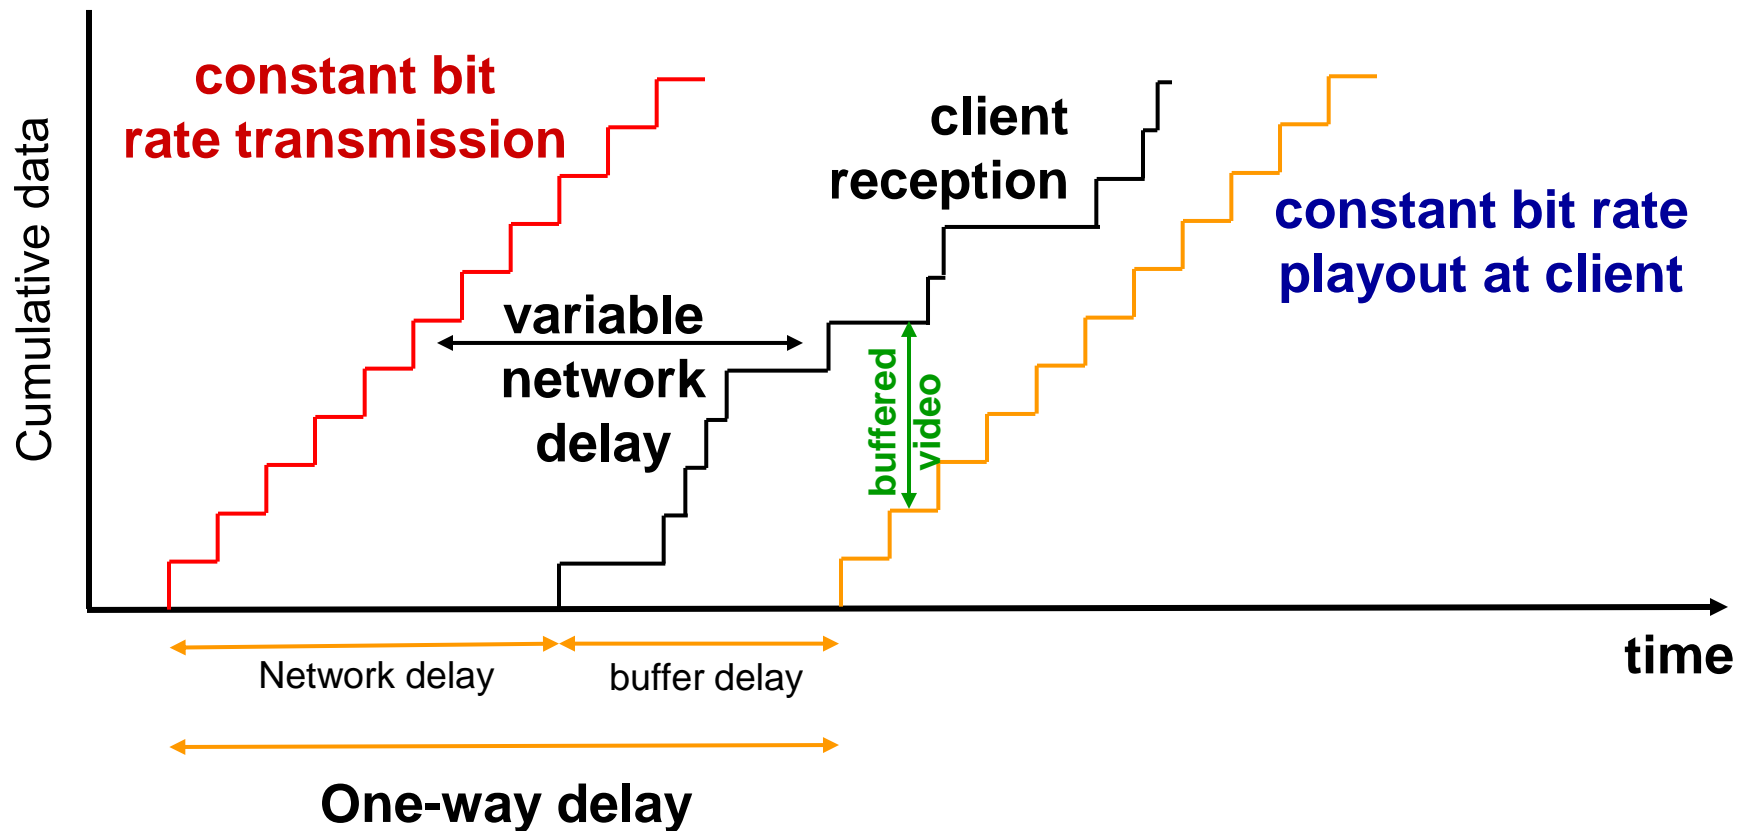 constant bit
rate transmission
client
reception
constant bit rate
playout at client
Cumulative data
variable
network
delay
buffered
video
time
Network delay
buffer delay
One-way delay